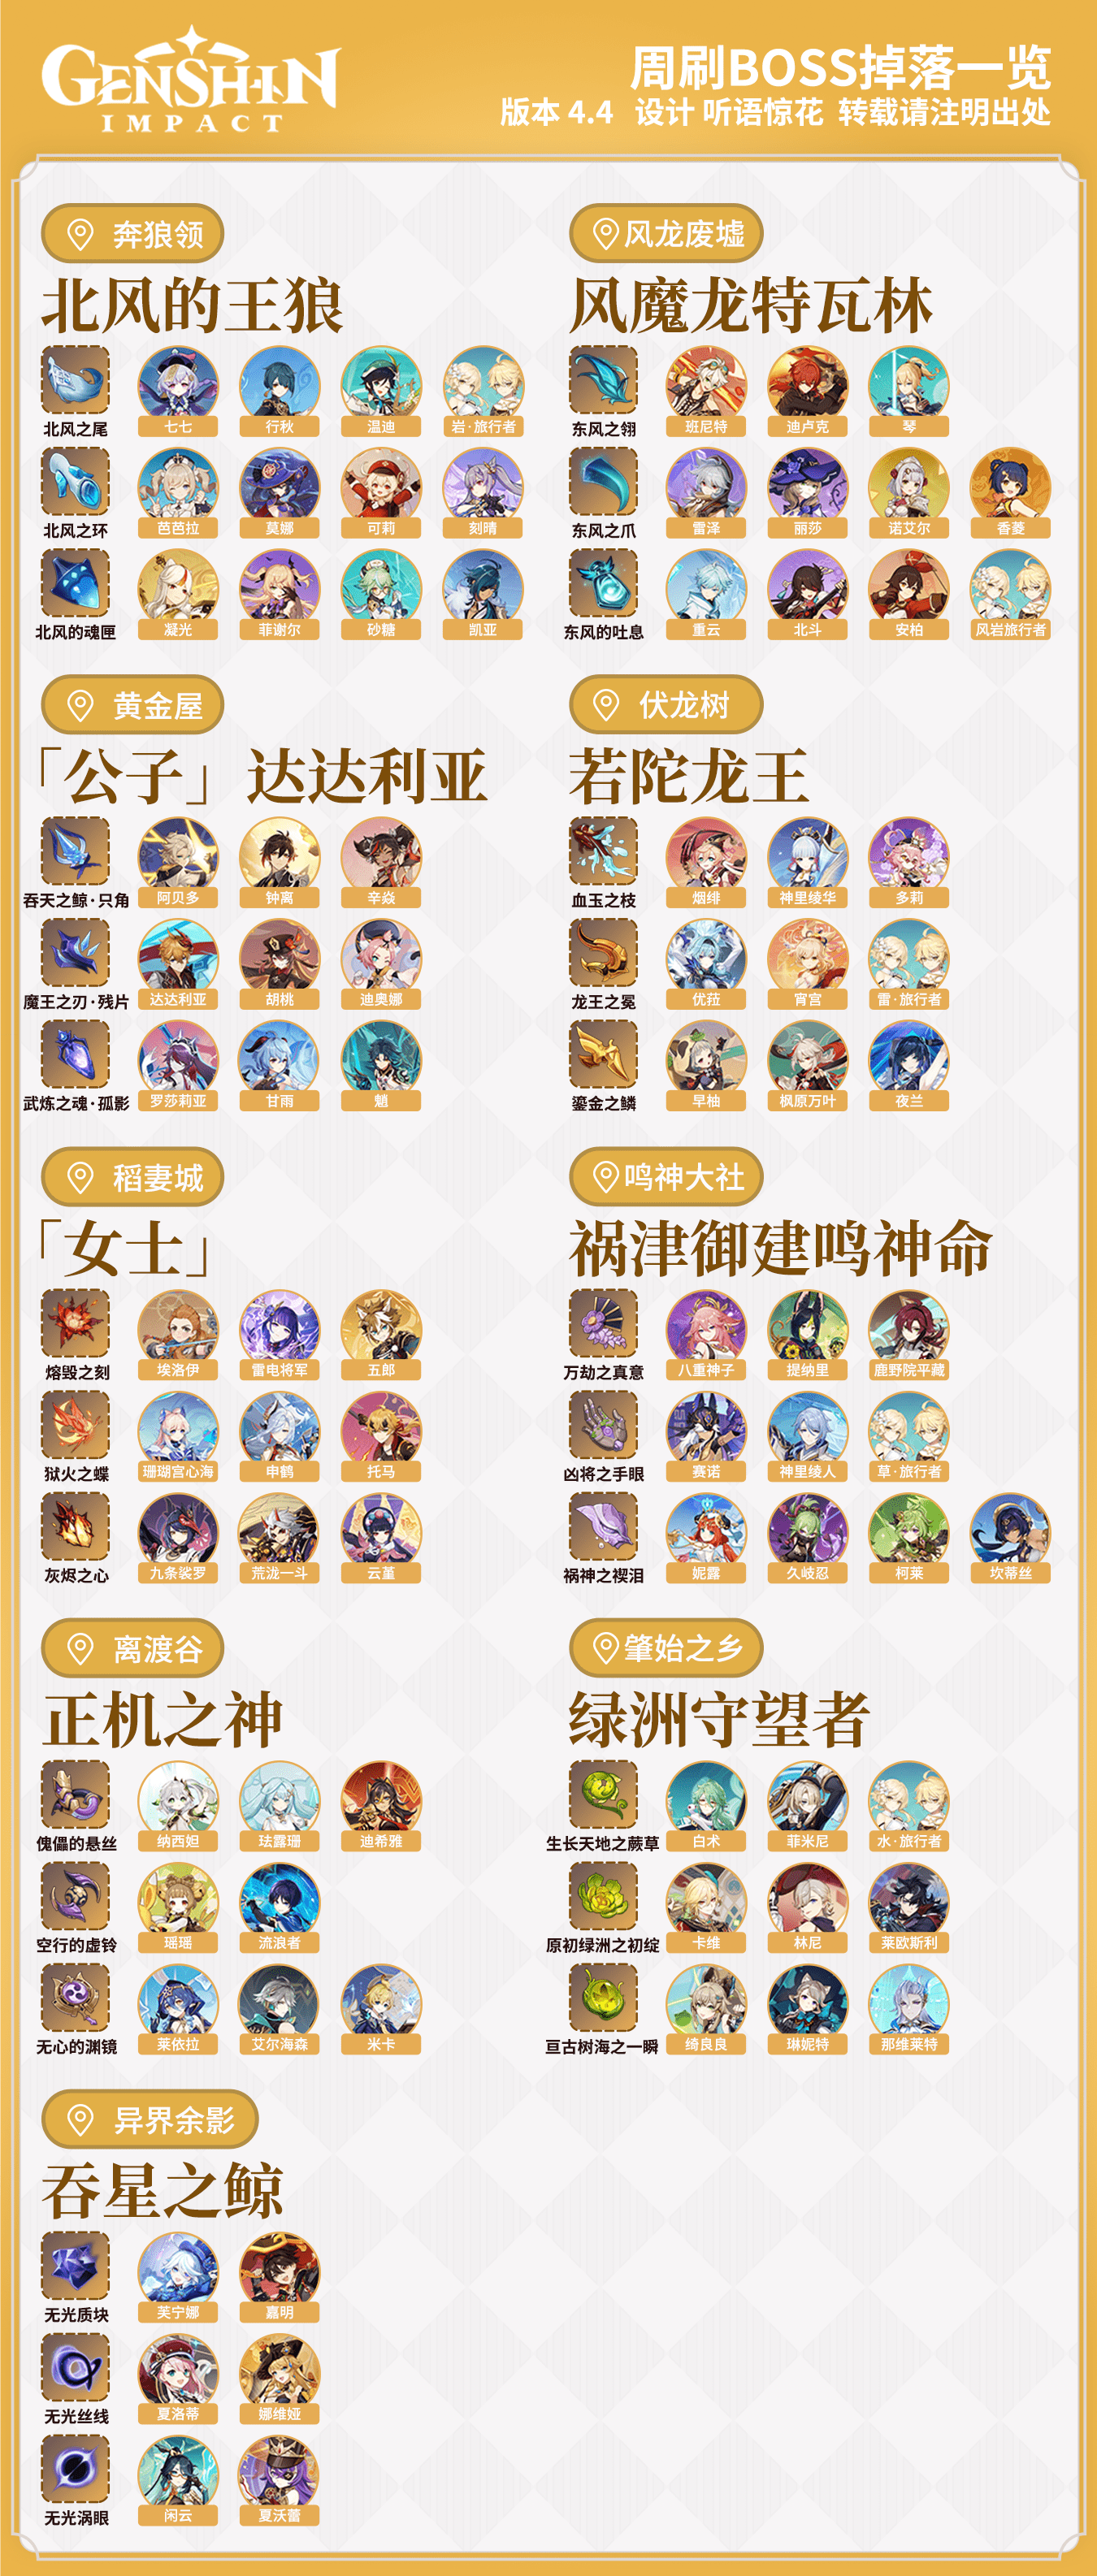 GENSHIN
IMPACT
周刷BOSS掉落一览
版本 4.4 设计 听语惊花 转载请注明出处
奔狼领
北风的王狼
北风之尾 七七 行秋 温迪 岩·旅行者
北风之环 芭芭拉 莫娜 可莉 刻晴
北风的魂匣 凝光 菲谢尔 砂糖 凯亚
风龙废墟
风魔龙特瓦林
东风之翎 班尼特 迪卢克 琴
东风之爪 雷泽 丽莎 诺艾尔 香菱
东风的吐息 重云 北斗 安柏 风岩旅行者
黄金屋
「公子」达达利亚
吞天之鲸·只角 阿贝多 钟离 辛焱
魔王之刃·残片 达达利亚 胡桃 迪奥娜
武炼之魂·孤影 罗莎莉亚 甘雨 魈
伏龙树
若陀龙王
血玉之枝 烟绯 神里绫华 多莉
龙王之冕 优菈 宵宫 雷·旅行者
鎏金之鳞 早柚 枫原万叶 夜兰
稻妻城
「女士」
熔毁之刻 埃洛伊 雷电将军 五郎
狱火之蝶 珊瑚宫心海 申鹤 托马
灰烬之心 九条裟罗 荒泷一斗 云堇
鸣神大社
祸津御建鸣神命
万劫之真意 八重神子 提纳里 鹿野院平藏
凶将之手眼 赛诺 神里绫人 草·旅行者
祸神之禊泪 妮露 久岐忍 柯莱 坎蒂丝
离渡谷
正机之神
傀儡的悬丝 纳西妲 珐露珊 迪希雅
空行的虚铃 瑶瑶 流浪者
无心的渊镜 莱依拉 艾尔海森 米卡
肇始之乡
绿洲守望者
生长天地之蕨草 白术 菲米尼 水·旅行者
原初绿洲之初绽 卡维 林尼 莱欧斯利
亘古树海之一瞬 绮良良 琳妮特 那维莱特
异界余影
吞星之鲸
无光质块 芙宁娜 嘉明
无光丝线 夏洛蒂 娜维娅
无光涡眼 闲云 夏沃蕾